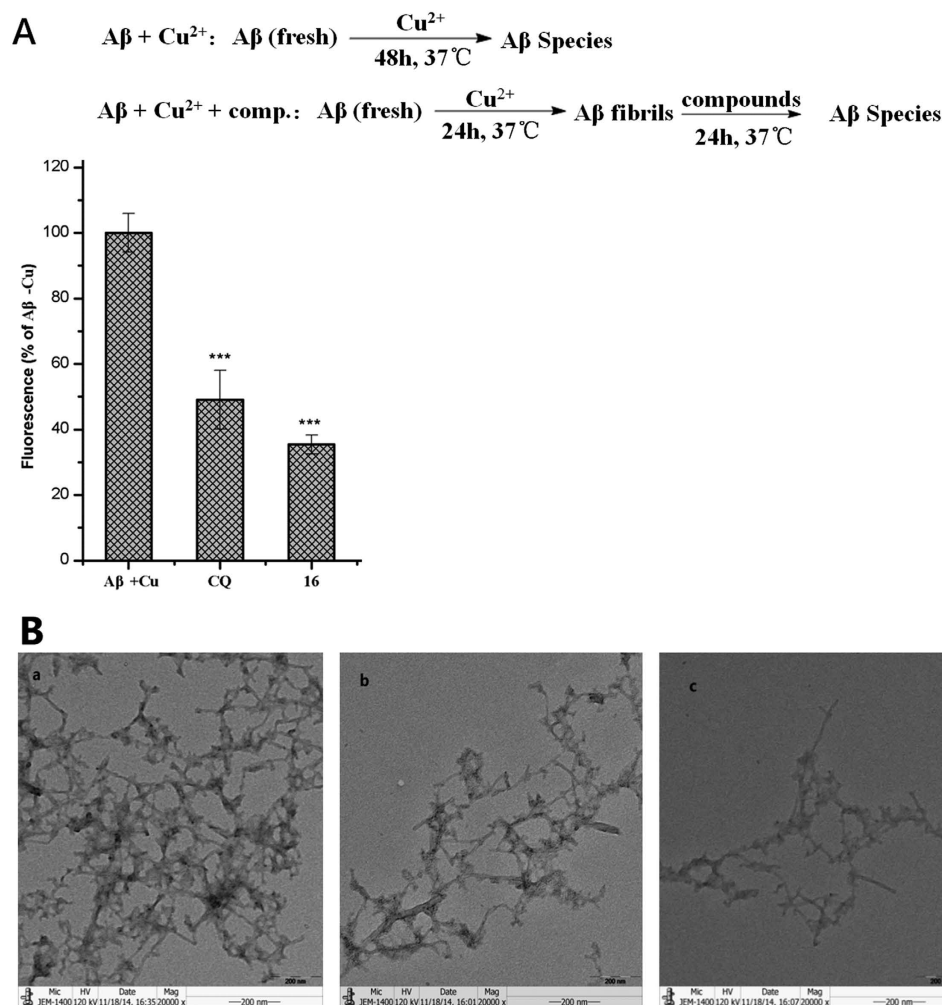 A
Aβ + Cu²⁺: Aβ (fresh) Cu²⁺ 48h, 37℃ Aβ Species
Aβ + Cu²⁺ + comp.: Aβ (fresh) Cu²⁺ 24h, 37℃ Aβ fibrils compounds 24h, 37℃ Aβ Species
Fluorescence (% of Aβ -Cu)
120
100
80
60
40
20
0
***
***
Aβ +Cu CQ 16
B
a b c
200 nm 200 nm 200 nm
Mic HV Date Mag
JEM-1400 120 kV 11/18/14, 16:35 20000 x 200 nm
Mic HV Date Mag
JEM-1400 120 kV 11/18/14, 16:01 20000 x 200 nm
Mic HV Date Mag
JEM-1400 120 kV 11/18/14, 16:07 20000 x 200 nm